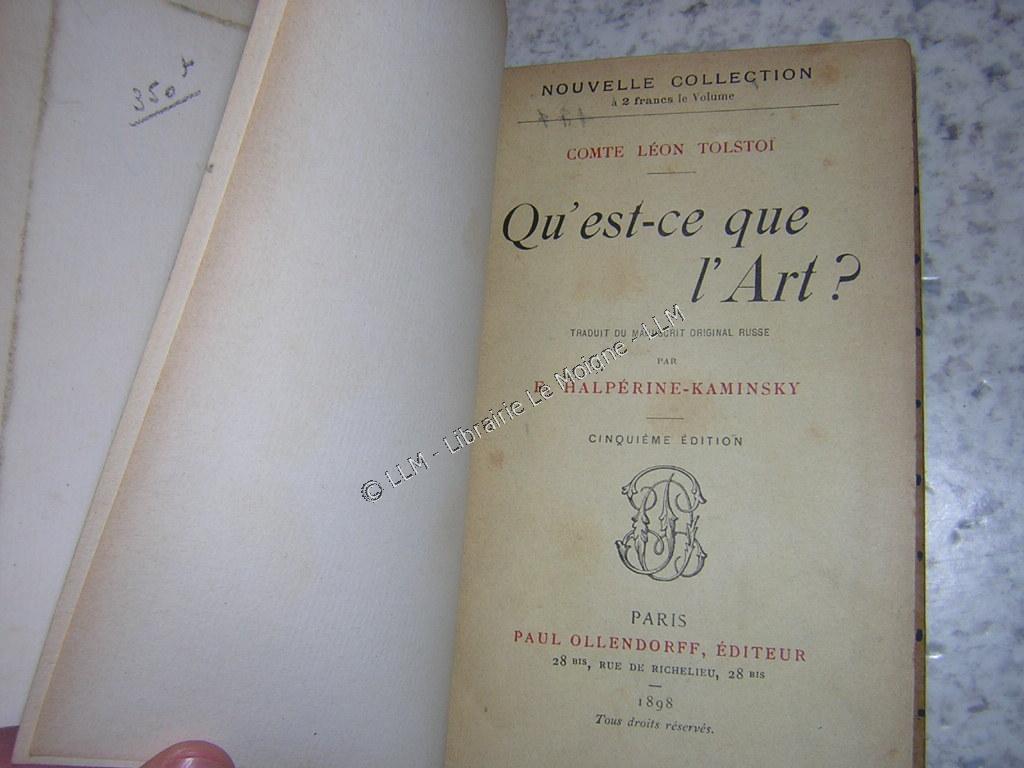 350 F
NOUVELLE COLLECTION
à 2 francs le Volume
COMTE LÉON TOLSTOÏ
Qu'est-ce que
l'Art ?
TRADUIT DU MANUSCRIT ORIGINAL RUSSE
PAR
E. HALPÉRINE-KAMINSKY
CINQUIÈME ÉDITION
PARIS
PAUL OLLENDORFF, ÉDITEUR
28 BIS, RUE DE RICHELIEU, 28 BIS
1898
Tous droits réservés.
© LLM - Librairie Le Moigne - LLM